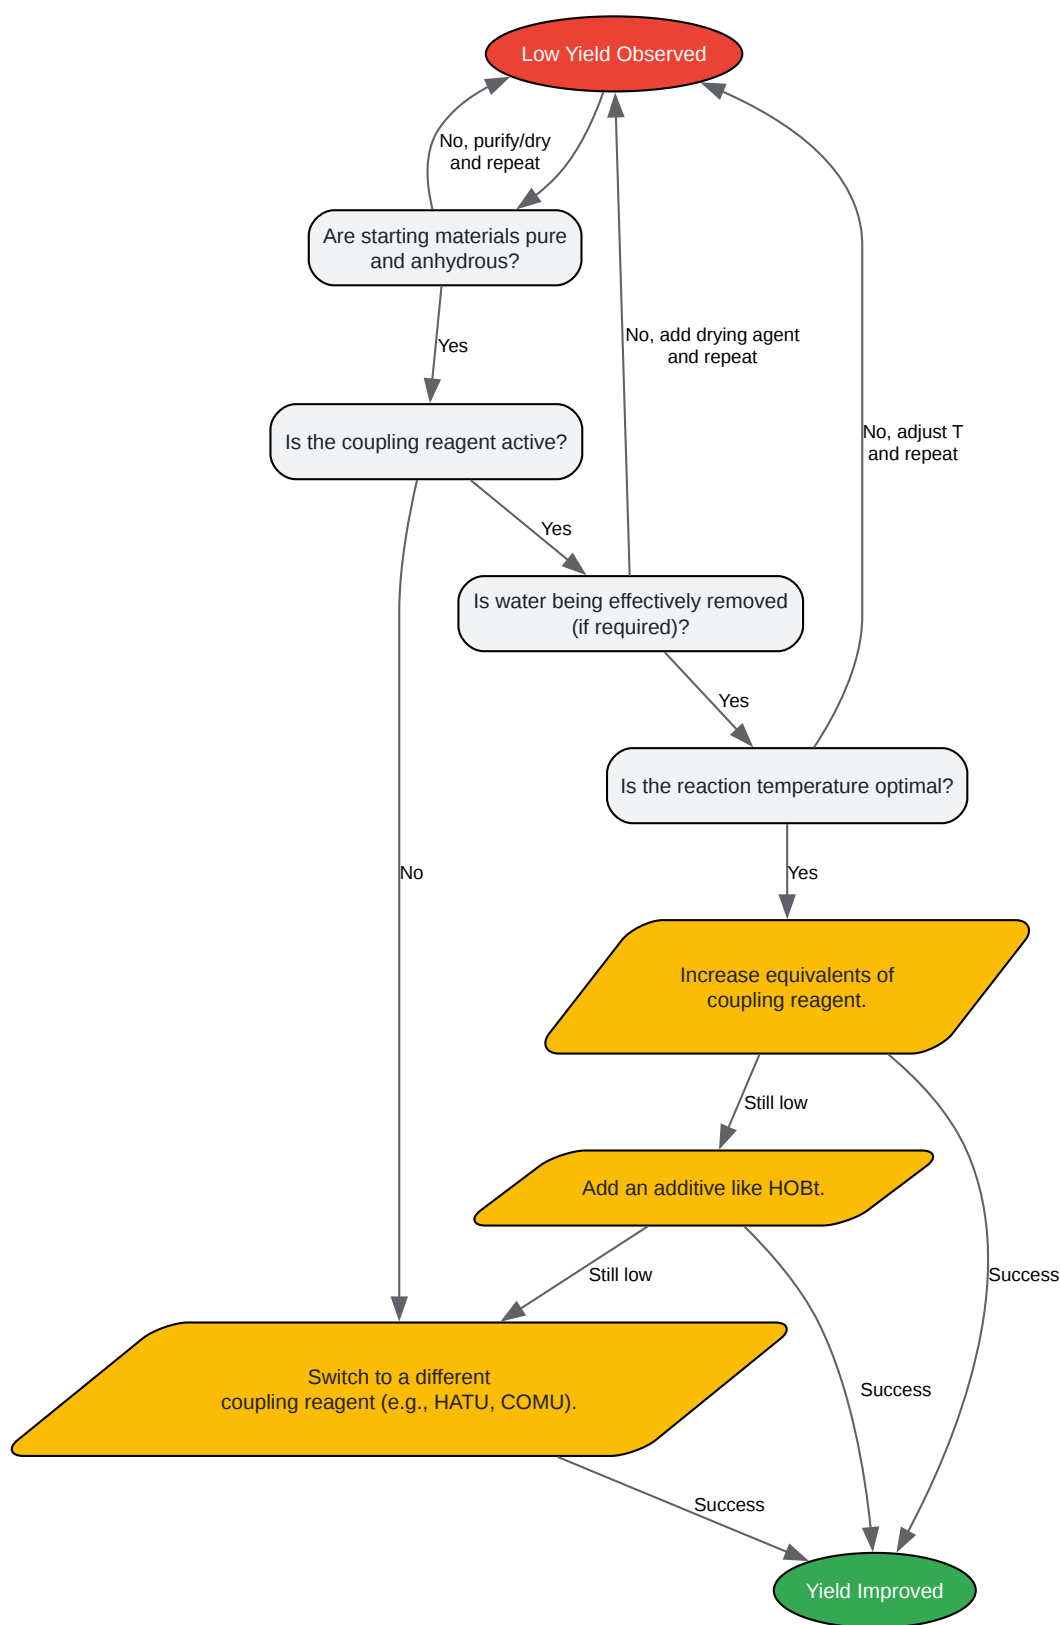 Low Yield Observed
No, purify/dry
and repeat
Are starting materials pure
and anhydrous?
No, add drying agent
and repeat
Yes
No, adjust T
and repeat
Is the coupling reagent active?
Yes
Is water being effectively removed
(if required)?
Yes
Is the reaction temperature optimal?
No
Yes
Increase equivalents of
coupling reagent.
Still low
Add an additive like HOBt.
Still low
Success
Switch to a different
coupling reagent (e.g., HATU, COMU).
Success
Success
Yield Improved